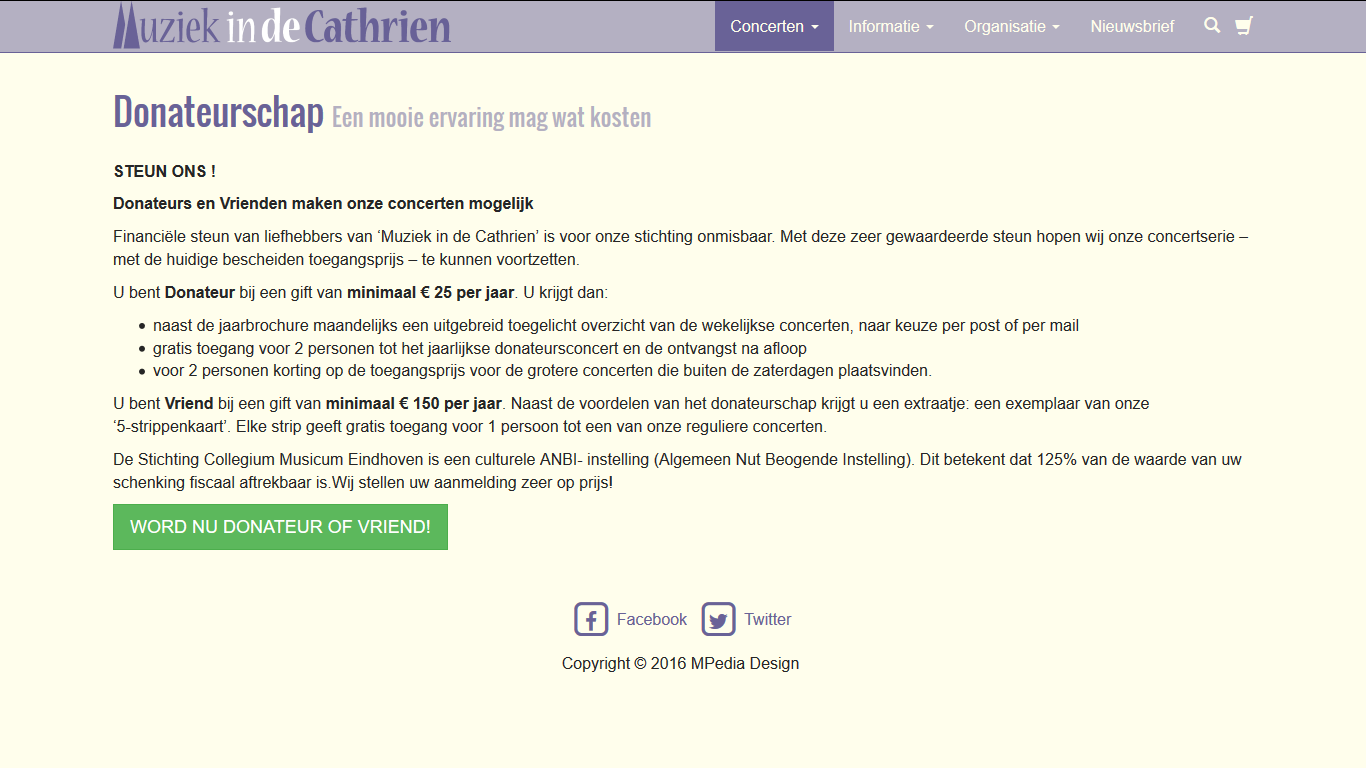 Muziek in de Cathrien
Concerten
Informatie
Organisatie
Nieuwsbrief
Donateurschap Een mooie ervaring mag wat kosten
STEUN ONS !
Donateurs en Vrienden maken onze concerten mogelijk
Financiële steun van liefhebbers van ‘Muziek in de Cathrien’ is voor onze stichting onmisbaar. Met deze zeer gewaardeerde steun hopen wij onze concertserie –
met de huidige bescheiden toegangsprijs – te kunnen voortzetten.
U bent Donateur bij een gift van minimaal € 25 per jaar. U krijgt dan:
• naast de jaarbrochure maandelijks een uitgebreid toegelicht overzicht van de wekelijkse concerten, naar keuze per post of per mail
• gratis toegang voor 2 personen tot het jaarlijkse donateursconcert en de ontvangst na afloop
• voor 2 personen korting op de toegangsprijs voor de grotere concerten die buiten de zaterdagen plaatsvinden.
U bent Vriend bij een gift van minimaal € 150 per jaar. Naast de voordelen van het donateurschap krijgt u een extraatje: een exemplaar van onze
‘5-strippenkaart’. Elke strip geeft gratis toegang voor 1 persoon tot een van onze reguliere concerten.
De Stichting Collegium Musicum Eindhoven is een culturele ANBI- instelling (Algemeen Nut Beogende Instelling). Dit betekent dat 125% van de waarde van uw
schenking fiscaal aftrekbaar is.Wij stellen uw aanmelding zeer op prijs!
WORD NU DONATEUR OF VRIEND!
Facebook
Twitter
Copyright © 2016 MPedia Design